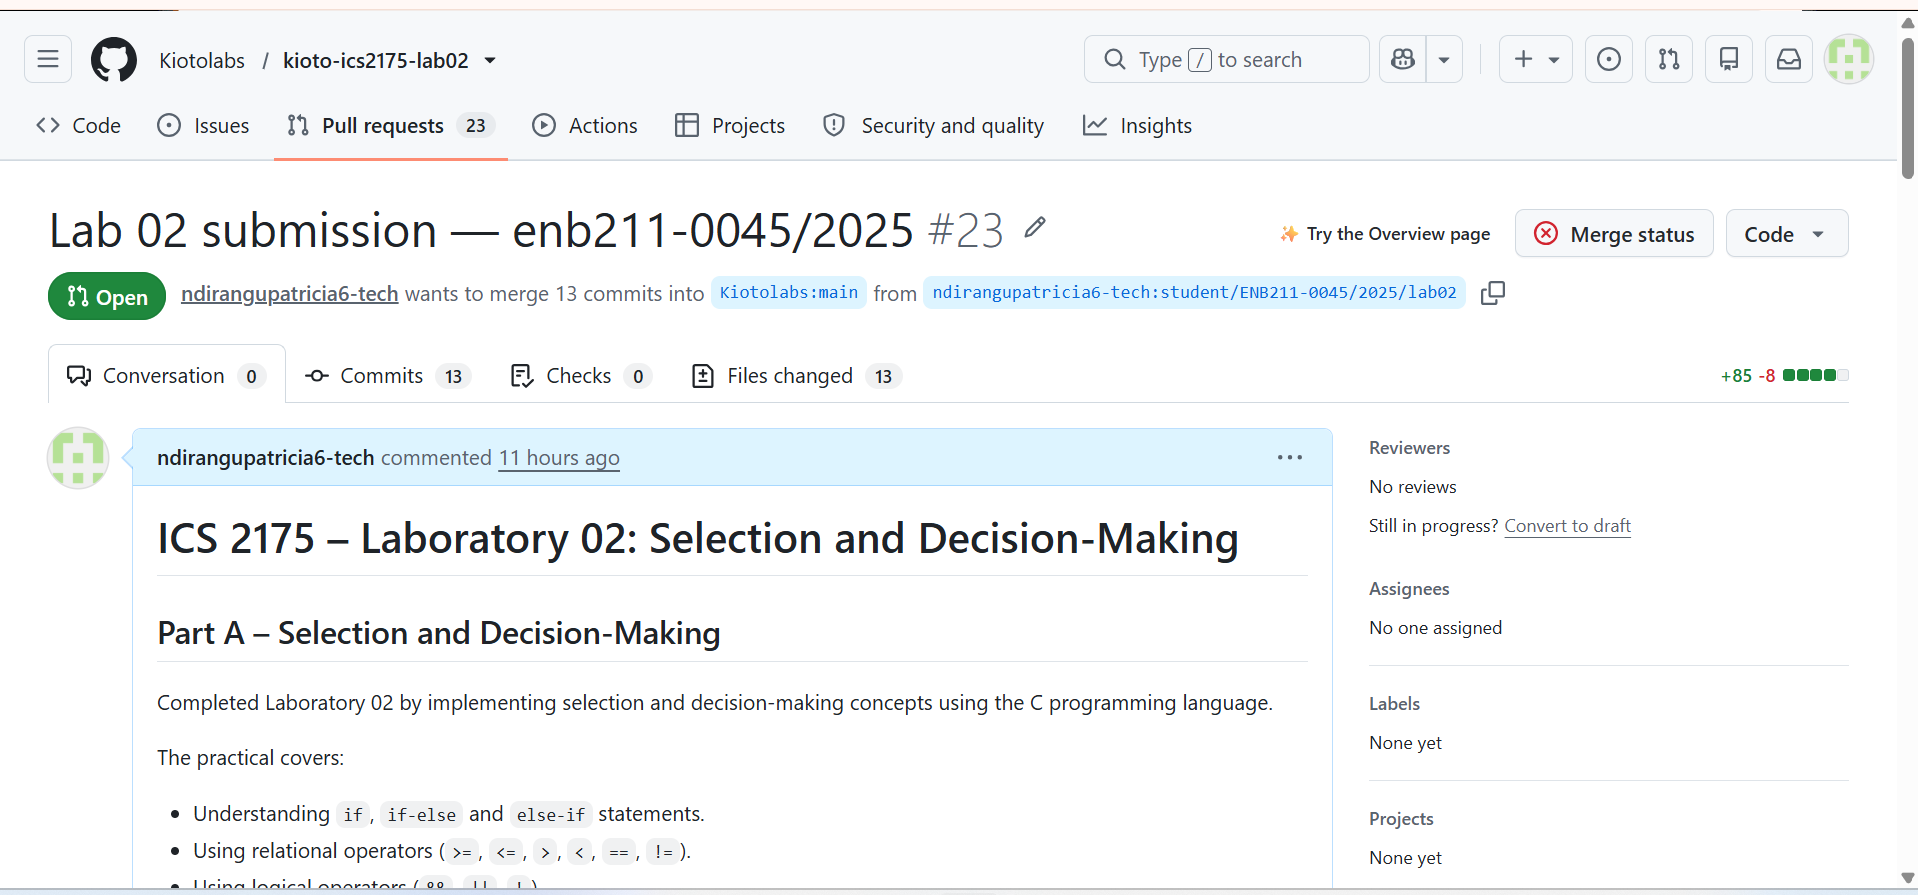 Kiotolabs / kioto-ics2175-lab02
Type / to search
Code
Issues
Pull requests 23
Actions
Projects
Security and quality
Insights
Lab 02 submission — enb211-0045/2025 #23
Try the Overview page
Merge status
Code
Open
ndirangupatricia6-tech wants to merge 13 commits into Kiotolabs:main from ndirangupatricia6-tech:student/ENB211-0045/2025/lab02
Conversation 0
Commits 13
Checks 0
Files changed 13
+85 -8
ndirangupatricia6-tech commented 11 hours ago
ICS 2175 – Laboratory 02: Selection and Decision-Making
Part A – Selection and Decision-Making
Completed Laboratory 02 by implementing selection and decision-making concepts using the C programming language.
The practical covers:
Understanding if, if-else and else-if statements.
Using relational operators (>=, <=, >, <, ==, !=).
Using logical operators (&&, ||, !)
Reviewers
No reviews
Still in progress? Convert to draft
Assignees
No one assigned
Labels
None yet
Projects
None yet